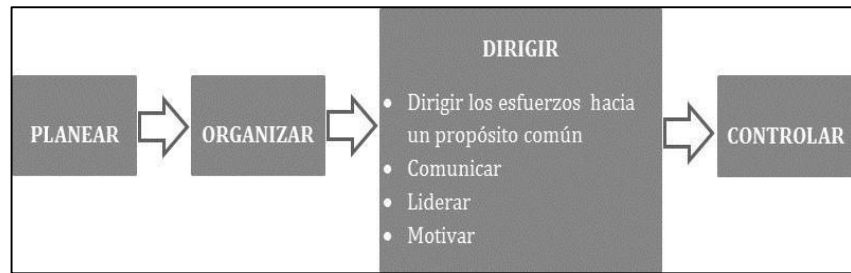 PLANEAR
ORGANIZAR
DIRIGIR
• Dirigir los esfuerzos hacia
un propósito común
• Comunicar
• Liderar
• Motivar
CONTROLAR